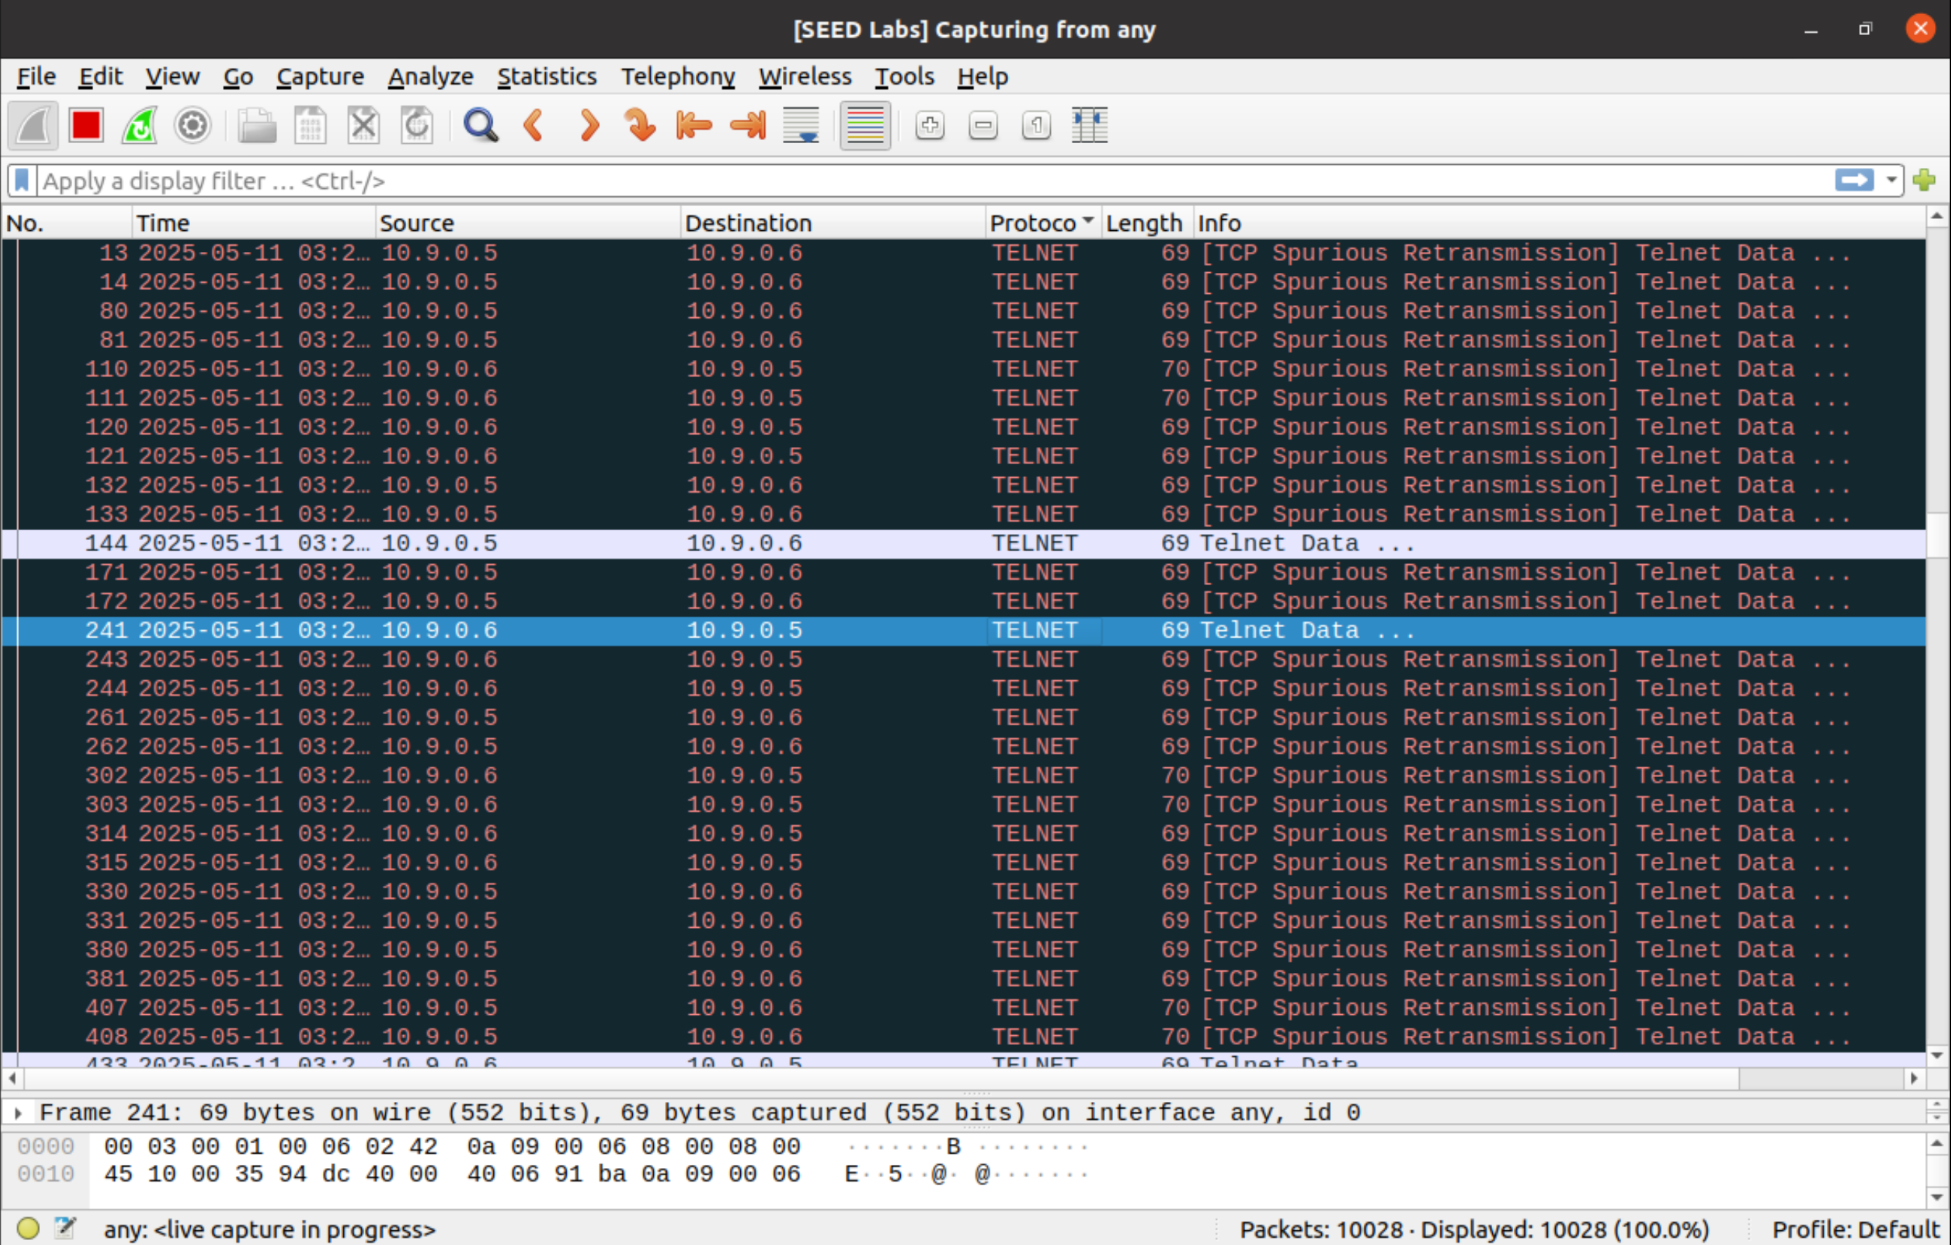 [SEED Labs] Capturing from any
File Edit View Go Capture Analyze Statistics Telephony Wireless Tools Help
Apply a display filter … <Ctrl-/>
No. Time Source Destination Protoco Length Info
13 2025-05-11 03:2… 10.9.0.5 10.9.0.6 TELNET 69 [TCP Spurious Retransmission] Telnet Data ...
14 2025-05-11 03:2… 10.9.0.5 10.9.0.6 TELNET 69 [TCP Spurious Retransmission] Telnet Data ...
80 2025-05-11 03:2… 10.9.0.5 10.9.0.6 TELNET 69 [TCP Spurious Retransmission] Telnet Data ...
81 2025-05-11 03:2… 10.9.0.5 10.9.0.6 TELNET 69 [TCP Spurious Retransmission] Telnet Data ...
110 2025-05-11 03:2… 10.9.0.6 10.9.0.5 TELNET 70 [TCP Spurious Retransmission] Telnet Data ...
111 2025-05-11 03:2… 10.9.0.6 10.9.0.5 TELNET 70 [TCP Spurious Retransmission] Telnet Data ...
120 2025-05-11 03:2… 10.9.0.6 10.9.0.5 TELNET 69 [TCP Spurious Retransmission] Telnet Data ...
121 2025-05-11 03:2… 10.9.0.6 10.9.0.5 TELNET 69 [TCP Spurious Retransmission] Telnet Data ...
132 2025-05-11 03:2… 10.9.0.5 10.9.0.6 TELNET 69 [TCP Spurious Retransmission] Telnet Data ...
133 2025-05-11 03:2… 10.9.0.5 10.9.0.6 TELNET 69 [TCP Spurious Retransmission] Telnet Data ...
144 2025-05-11 03:2… 10.9.0.5 10.9.0.6 TELNET 69 Telnet Data ...
171 2025-05-11 03:2… 10.9.0.5 10.9.0.6 TELNET 69 [TCP Spurious Retransmission] Telnet Data ...
172 2025-05-11 03:2… 10.9.0.5 10.9.0.6 TELNET 69 [TCP Spurious Retransmission] Telnet Data ...
241 2025-05-11 03:2… 10.9.0.6 10.9.0.5 TELNET 69 Telnet Data ...
243 2025-05-11 03:2… 10.9.0.6 10.9.0.5 TELNET 69 [TCP Spurious Retransmission] Telnet Data ...
244 2025-05-11 03:2… 10.9.0.6 10.9.0.5 TELNET 69 [TCP Spurious Retransmission] Telnet Data ...
261 2025-05-11 03:2… 10.9.0.5 10.9.0.6 TELNET 69 [TCP Spurious Retransmission] Telnet Data ...
262 2025-05-11 03:2… 10.9.0.5 10.9.0.6 TELNET 69 [TCP Spurious Retransmission] Telnet Data ...
302 2025-05-11 03:2… 10.9.0.6 10.9.0.5 TELNET 70 [TCP Spurious Retransmission] Telnet Data ...
303 2025-05-11 03:2… 10.9.0.6 10.9.0.5 TELNET 70 [TCP Spurious Retransmission] Telnet Data ...
314 2025-05-11 03:2… 10.9.0.6 10.9.0.5 TELNET 69 [TCP Spurious Retransmission] Telnet Data ...
315 2025-05-11 03:2… 10.9.0.6 10.9.0.5 TELNET 69 [TCP Spurious Retransmission] Telnet Data ...
330 2025-05-11 03:2… 10.9.0.5 10.9.0.6 TELNET 69 [TCP Spurious Retransmission] Telnet Data ...
331 2025-05-11 03:2… 10.9.0.5 10.9.0.6 TELNET 69 [TCP Spurious Retransmission] Telnet Data ...
380 2025-05-11 03:2… 10.9.0.5 10.9.0.6 TELNET 69 [TCP Spurious Retransmission] Telnet Data ...
381 2025-05-11 03:2… 10.9.0.5 10.9.0.6 TELNET 69 [TCP Spurious Retransmission] Telnet Data ...
407 2025-05-11 03:2… 10.9.0.5 10.9.0.6 TELNET 70 [TCP Spurious Retransmission] Telnet Data ...
408 2025-05-11 03:2… 10.9.0.5 10.9.0.6 TELNET 70 [TCP Spurious Retransmission] Telnet Data ...
433 2025-05-11 03:2 10.9.0.6 10.9.0.5 TELNET 69 Telnet Data
Frame 241: 69 bytes on wire (552 bits), 69 bytes captured (552 bits) on interface any, id 0
0000 00 03 00 01 00 06 02 42 0a 09 00 06 08 00 08 00 ·······B ········
0010 45 10 00 35 94 dc 40 00 40 06 91 ba 0a 09 00 06 E··5··@· @·······
any: <live capture in progress>
Packets: 10028 · Displayed: 10028 (100.0%)
Profile: Default